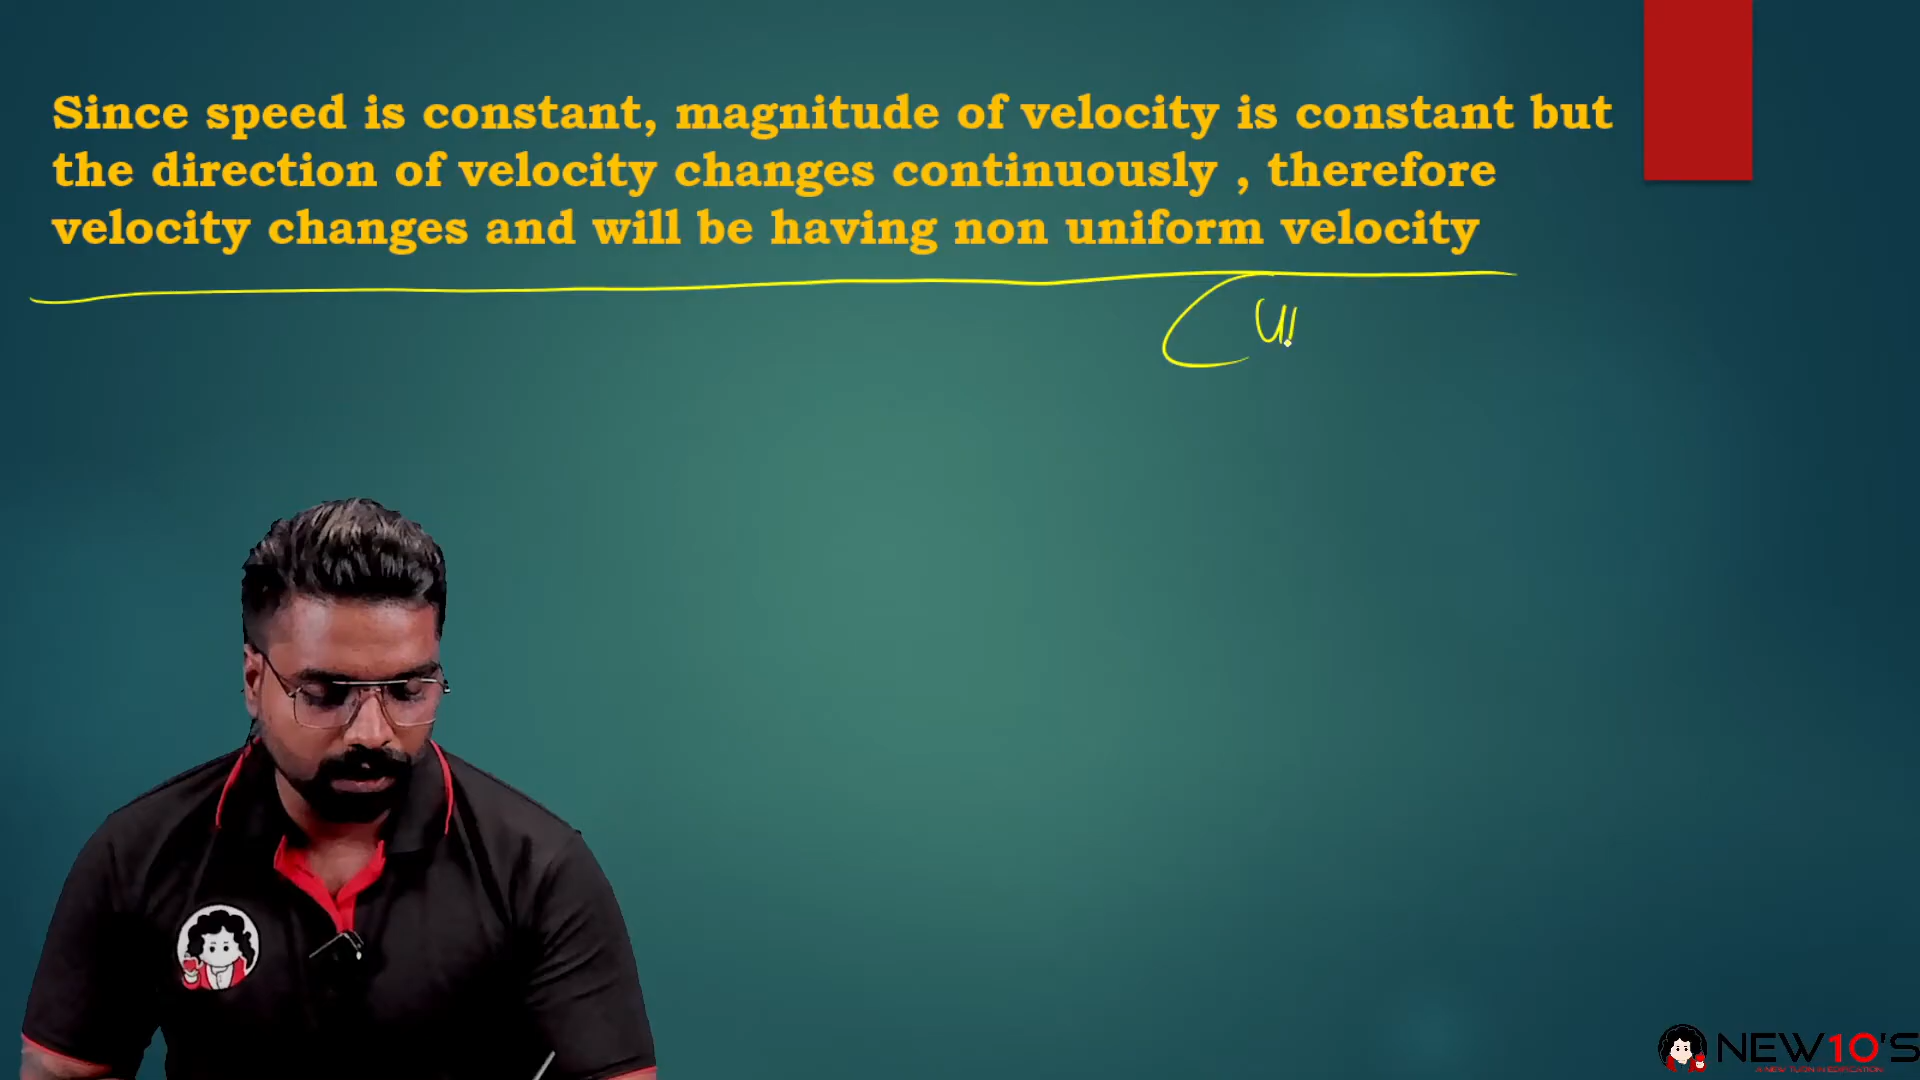 Since speed is constant, magnitude of velocity is constant but
the direction of velocity changes continuously , therefore
velocity changes and will be having non uniform velocity
NEW10'S